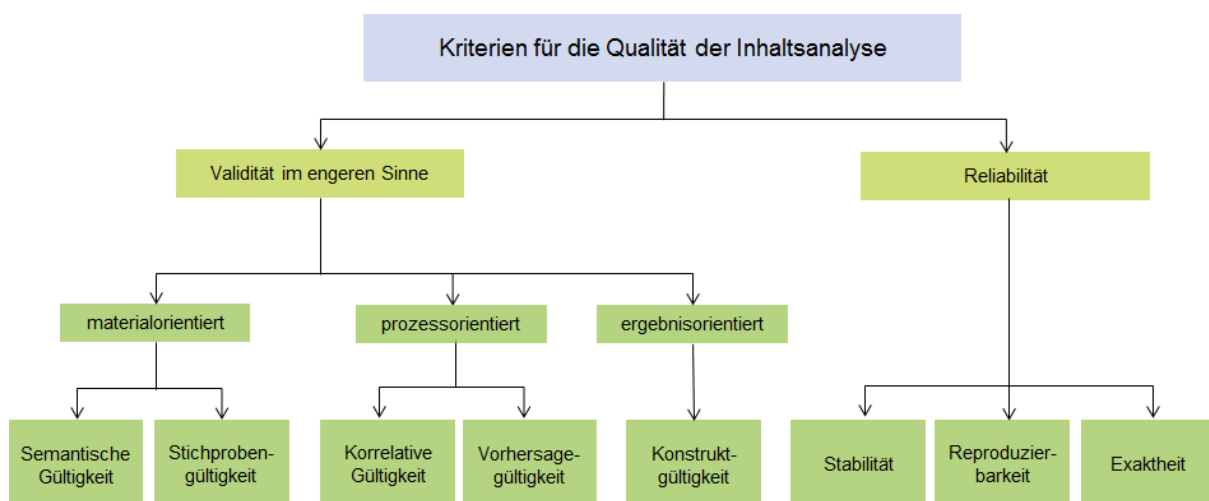 Kriterien für die Qualität der Inhaltsanalyse
Validität im engeren Sinne
Reliabilität
materialorientiert
prozessorientiert
ergebnisorientiert
Semantische
Gültigkeit
Stichproben-
gültigkeit
Korrelative
Gültigkeit
Vorhersage-
gültigkeit
Konstrukt-
gültigkeit
Stabilität
Reproduzier-
barkeit
Exaktheit